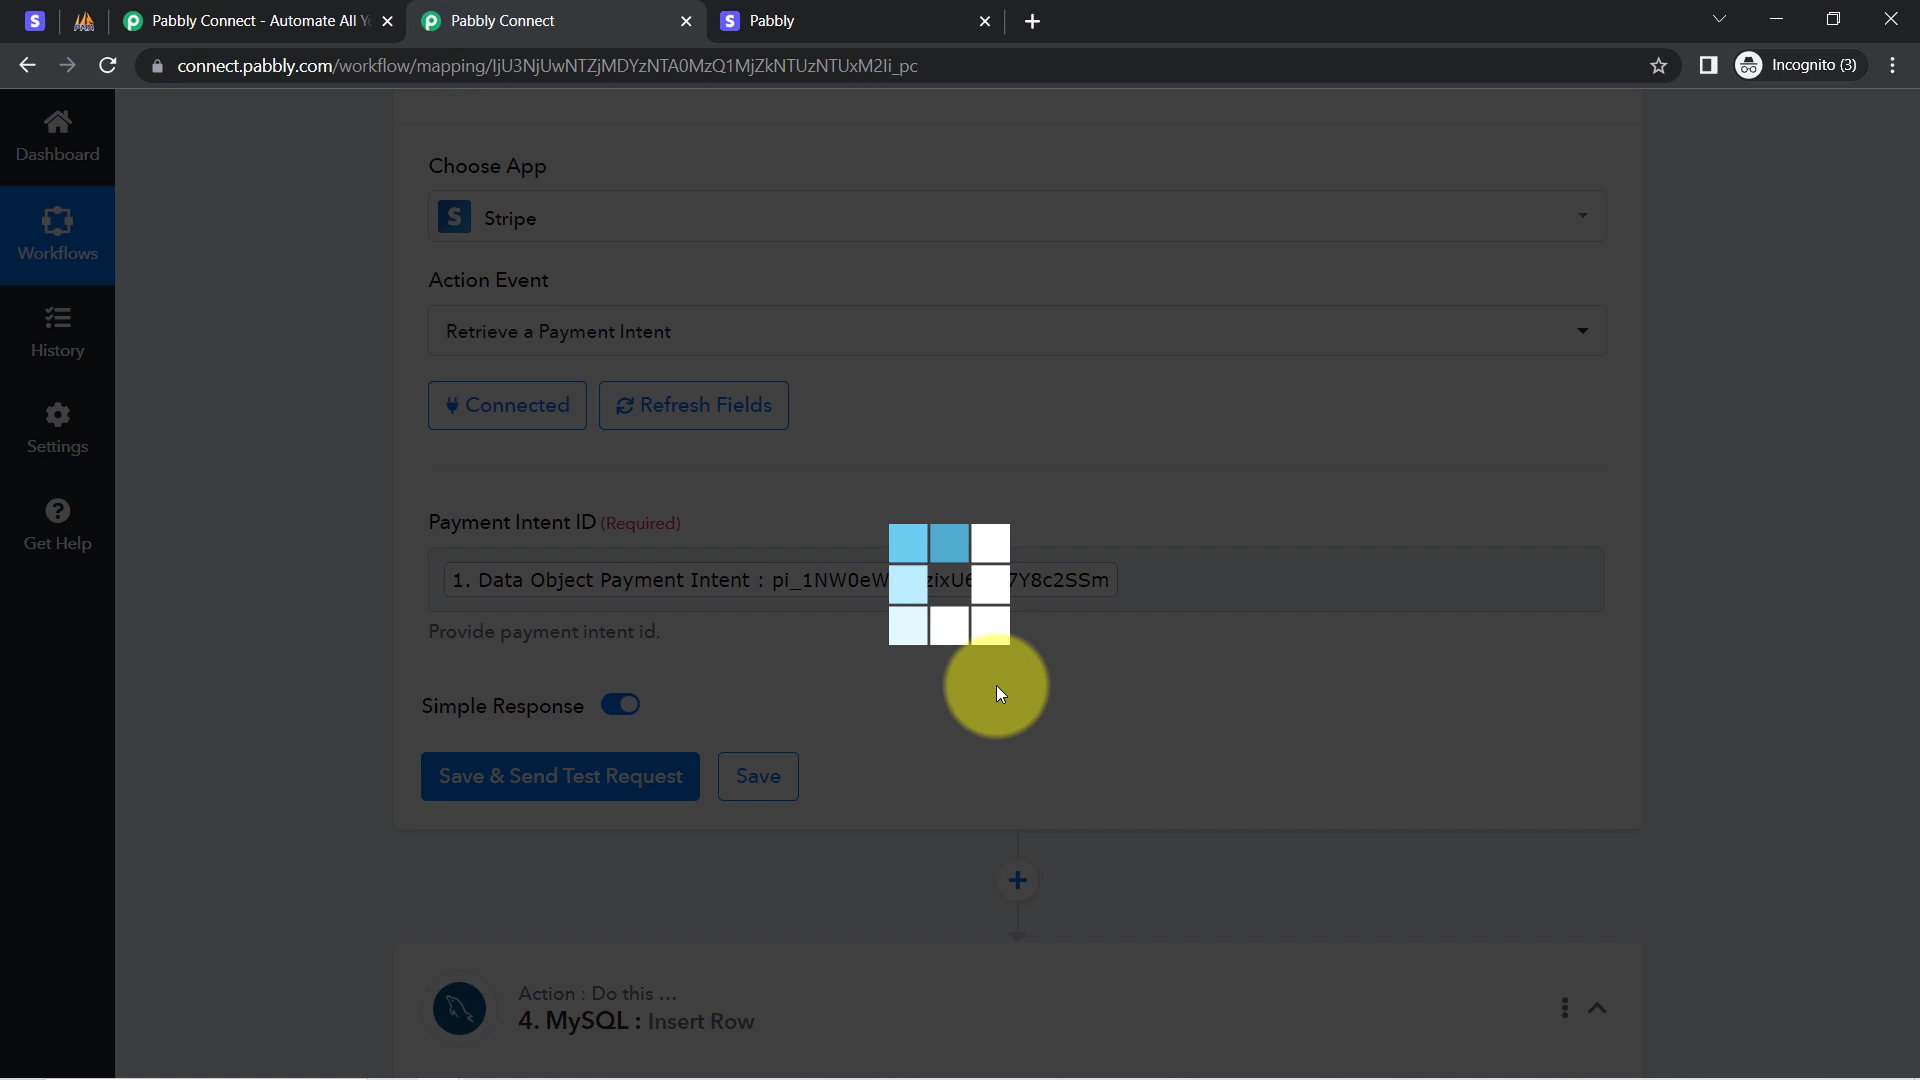 Pabbly Connect - Automate All Y
Pabbly Connect
Pabbly
connect.pabbly.com/workflow/mapping/IjU3NjUwNTZjMDYzNTA0MzQ1MjZkNTUzNTUxM2Ii_pc
Incognito (3)
Dashboard
Workflows
History
Settings
Get Help
Choose App
S Stripe
Action Event
Retrieve a Payment Intent
Connected
Refresh Fields
Payment Intent ID (Required)
1. Data Object Payment Intent :
Provide payment intent id.
Simple Response
Save & Send Test Request
Save
Action : Do this ...
4. MySQL : Insert Row